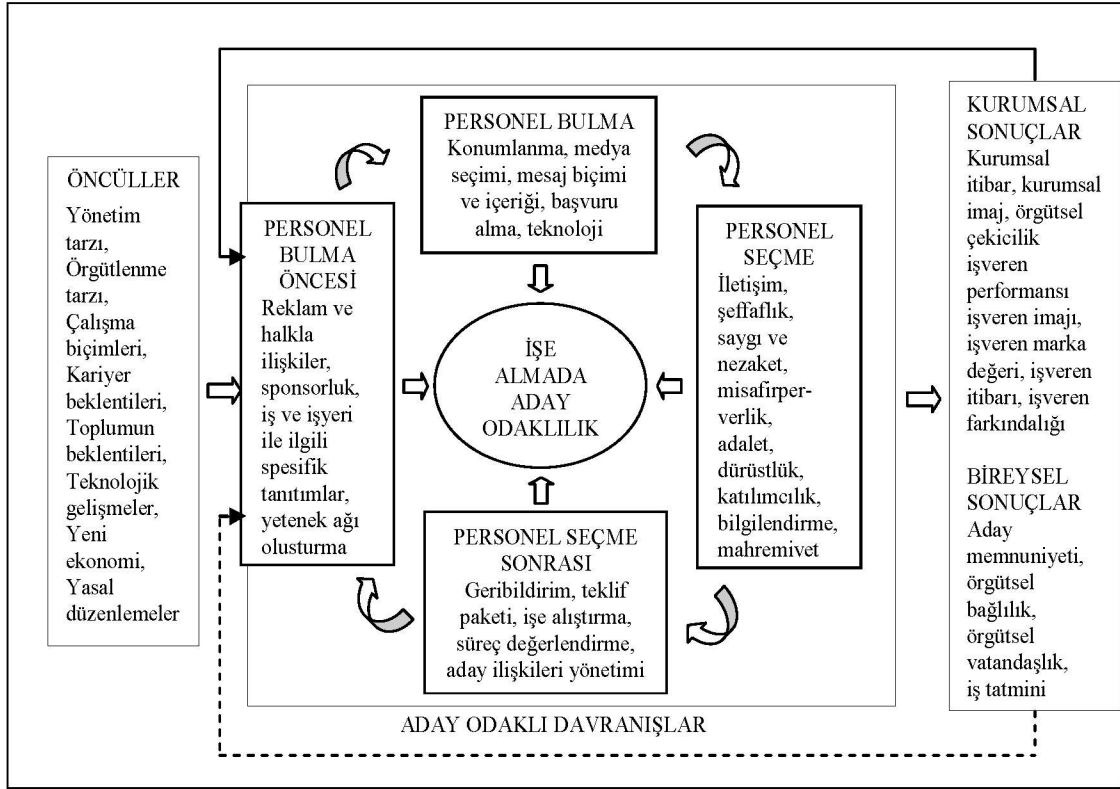 ÖNCÜLLER
Yönetim
tarzı,
Örgütlenme
tarzı,
Çalışma
biçimleri,
Kariyer
beklentileri,
Toplumun
beklentileri,
Teknolojik
gelişmeler,
Yeni
ekonomi,
Yasal
düzenlemeler
PERSONEL
BULMA
ÖNCESİ
Reklam ve
halkla
ilişkiler,
sponsorluk,
iş ve işyeri
ile ilgili
spesifik
tanıtımlar,
yetenek ağı
olusturma
PERSONEL BULMA
Konumlanma, medya
seçimi, mesaj biçimi
ve içeriği, başvuru
alma, teknoloji
İŞE
ALMADA
ADAY
ODAKLILIK
PERSONEL
SEÇME
İletişim,
şeffaflık,
saygı ve
nezaket,
misafirper-
verlik,
adalet,
dürüstlük,
katılımcılık,
bilgilendirme,
mahremivet
PERSONEL SEÇME
SONRASI
Geribildirim, teklif
paketi, işe alıştırma,
süreç değerlendirme,
aday ilişkileri yönetimi
ADAY ODAKLI DAVRANIŞLAR
KURUMSAL
SONUÇLAR
Kurumsal
itibar, kurumsal
imaj, örgütsel
çekicilik
işveren
performansı
işveren imajı,
işveren marka
değeri, işveren
itibarı, işveren
farkındalığı
BİREYSEL
SONUÇLAR
Aday
memnuniyeti,
örgütsel
bağlılık,
örgütsel
vatandaşlık,
iş tatmini